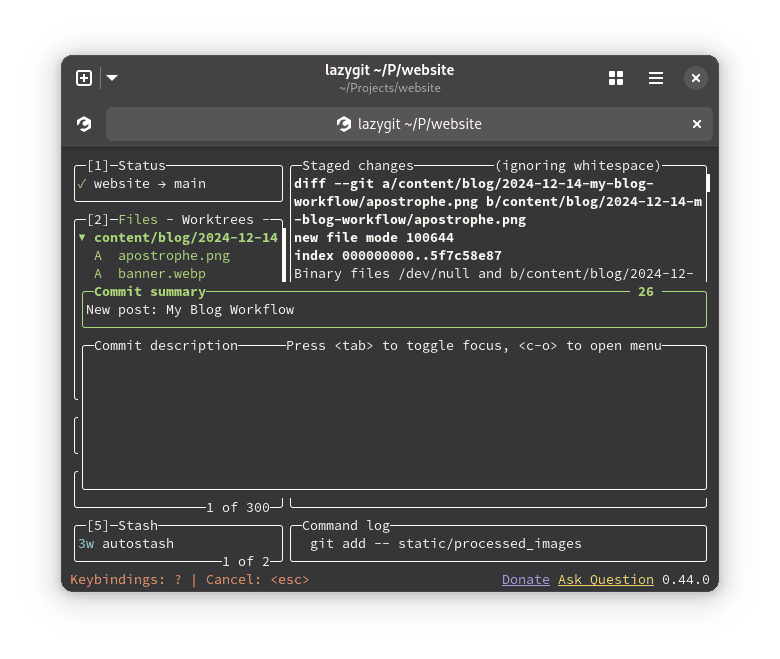 lazygit ~/P/website
~/Projects/website
lazygit ~/P/website
[1]─Status
✓ website → main
[2]─Files - Worktrees
▼ content/blog/2024-12-14
A apostrophe.png
A banner.webp
Staged changes (ignoring whitespace)
diff --git a/content/blog/2024-12-14-my-blog-
workflow/apostrophe.png b/content/blog/2024-12-14-m
-blog-workflow/apostrophe.png
new file mode 100644
index 000000000..5f7c58e87
Binary files /dev/null and b/content/blog/2024-12-
Commit summary 26
New post: My Blog Workflow
Commit description Press <tab> to toggle focus, <c-o> to open menu
1 of 300
[5]─Stash
3w autostash
1 of 2
Command log
git add -- static/processed_images
Keybindings: ? | Cancel: <esc>
Donate Ask Question 0.44.0